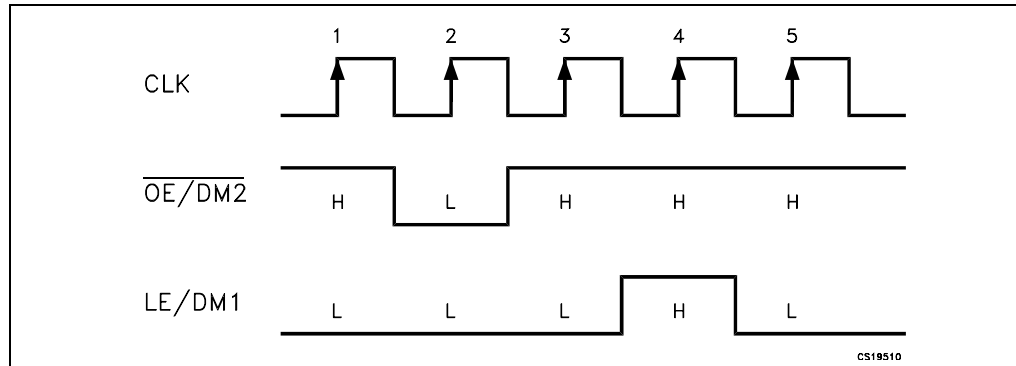 1 2 3 4 5
CLK
OE/DM2
H L H H H
LE/DM1
L L L H L
CS19510